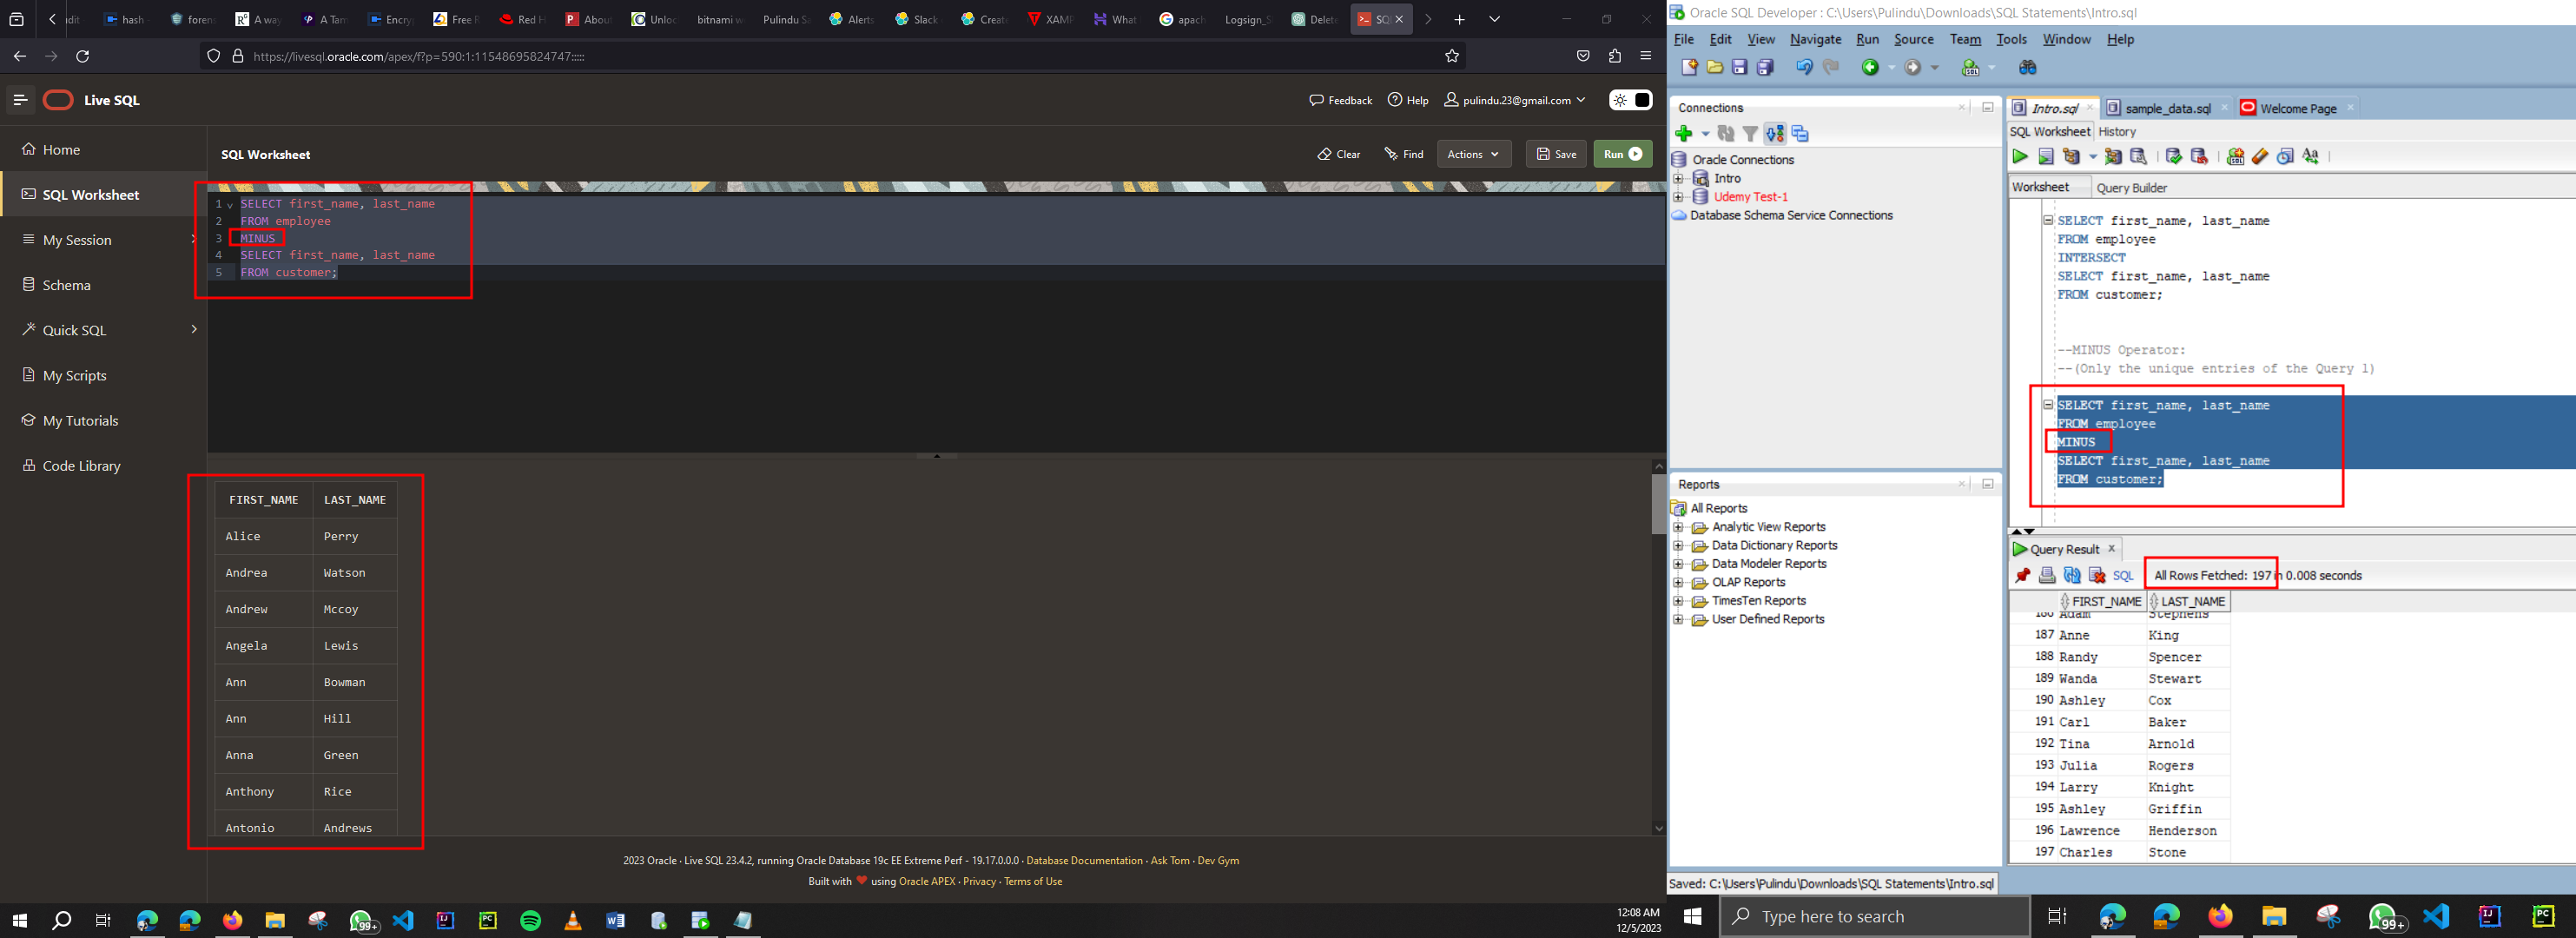 udit
hash
foren
A way
A Tam
Encry
Free R
Red H
About
Unloc
bitnami w
Pulindu Sa
Alerts
Slack
Create
XAMP
What
apach
Logsign_S
Delete
SQL
https://livesql.oracle.com/apex/f?p=590:1:11548695824747:::::
Live SQL
Feedback
Help
pulindu.23@gmail.com
Home
SQL Worksheet
My Session
Schema
Quick SQL
My Scripts
My Tutorials
Code Library
SQL Worksheet
Clear
Find
Actions
Save
Run
1 SELECT first_name, last_name
2 FROM employee
3 MINUS
4 SELECT first_name, last_name
5 FROM customer;
FIRST_NAME LAST_NAME
Alice Perry
Andrea Watson
Andrew Mccoy
Angela Lewis
Ann Bowman
Ann Hill
Anna Green
Anthony Rice
Antonio Andrews
2023 Oracle · Live SQL 23.4.2, running Oracle Database 19c EE Extreme Perf - 19.17.0.0.0 · Database Documentation · Ask Tom · Dev Gym
Built with ❤ using Oracle APEX · Privacy · Terms of Use
99+
12:08 AM
12/5/2023
Oracle SQL Developer : C:\Users\Pulindu\Downloads\SQL Statements\Intro.sql
File Edit View Navigate Run Source Team Tools Window Help
Connections
Oracle Connections
Intro
Udemy Test-1
Database Schema Service Connections
Reports
All Reports
Analytic View Reports
Data Dictionary Reports
Data Modeler Reports
OLAP Reports
TimesTen Reports
User Defined Reports
Intro.sql
sample_data.sql
Welcome Page
SQL Worksheet History
Worksheet Query Builder
SELECT first_name, last_name
FROM employee
INTERSECT
SELECT first_name, last_name
FROM customer;
--MINUS Operator:
--(Only the unique entries of the Query 1)
SELECT first_name, last_name
FROM employee
MINUS
SELECT first_name, last_name
FROM customer;
Query Result
SQL
All Rows Fetched: 197 in 0.008 seconds
FIRST_NAME LAST_NAME
186 Adam Stephens
187 Anne King
188 Randy Spencer
189 Wanda Stewart
190 Ashley Cox
191 Carl Baker
192 Tina Arnold
193 Julia Rogers
194 Larry Knight
195 Ashley Griffin
196 Lawrence Henderson
197 Charles Stone
Saved: C:\Users\Pulindu\Downloads\SQL Statements\Intro.sql
Type here to search
99+